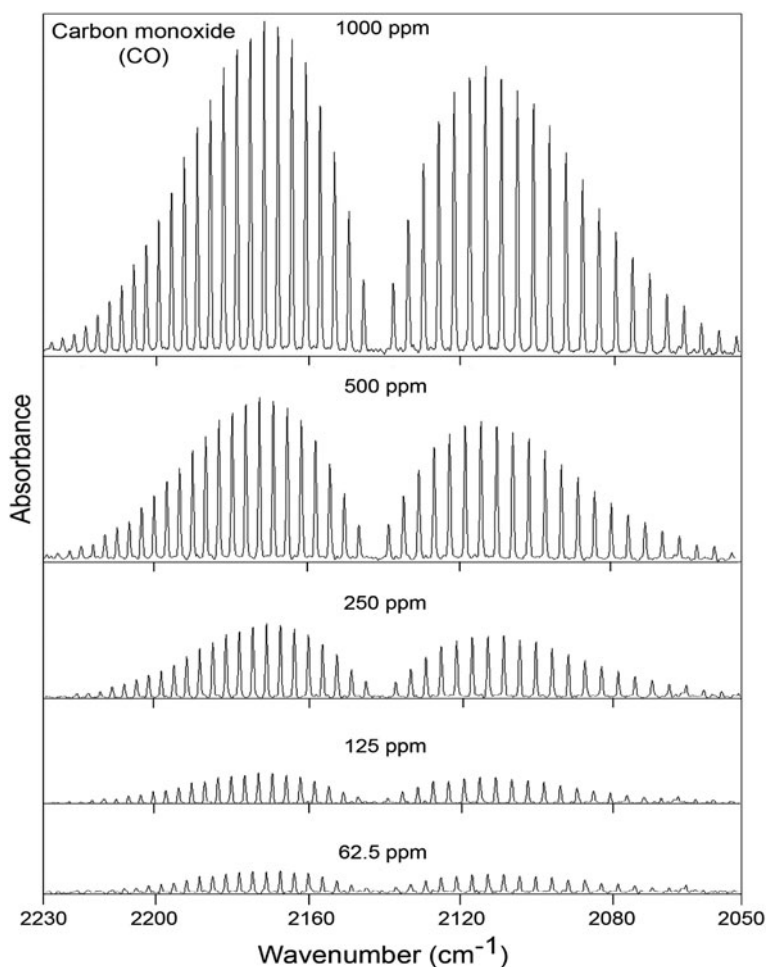 Carbon monoxide
(CO)
1000 ppm
500 ppm
250 ppm
125 ppm
62.5 ppm
Absorbance
2230 2200 2160 2120 2080 2050
Wavenumber (cm⁻¹)